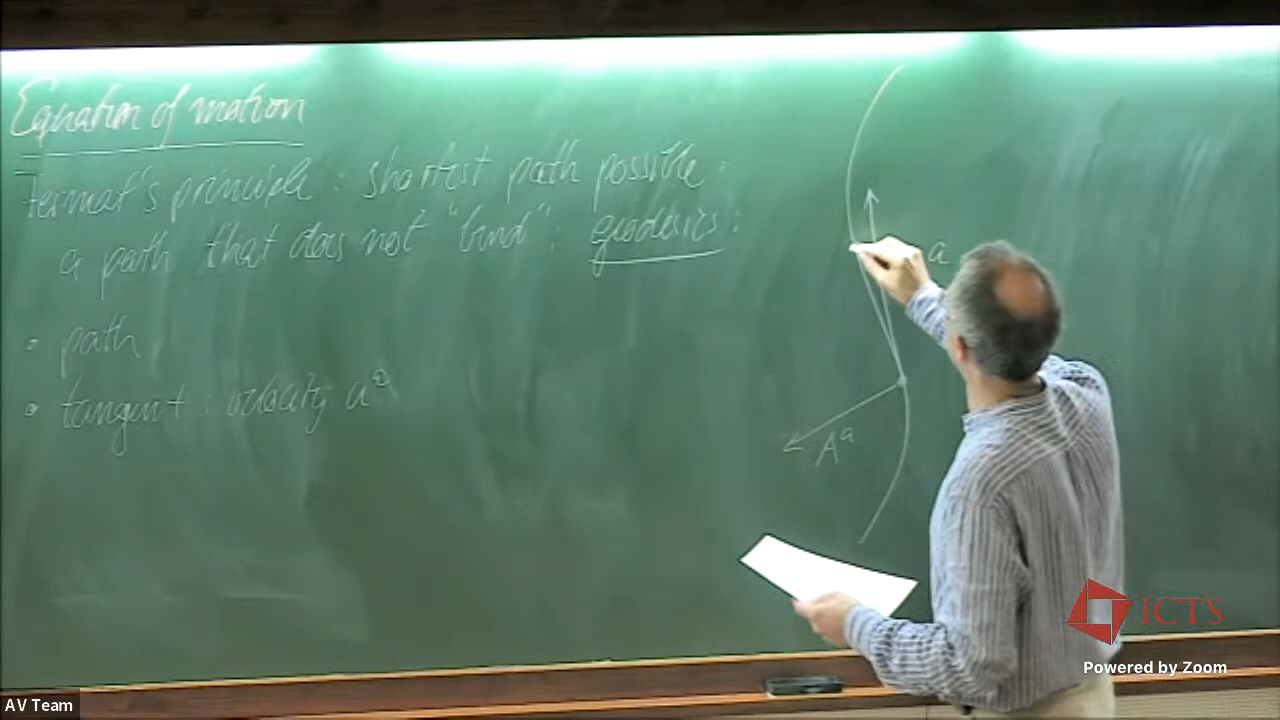 Equation of motion
Fermat's principle : shortest path possible :
a path that does not "bend" : geodesics :
• path
• tangent : velocity u^a
a
A^a
ICTS
Powered by Zoom
AV Team